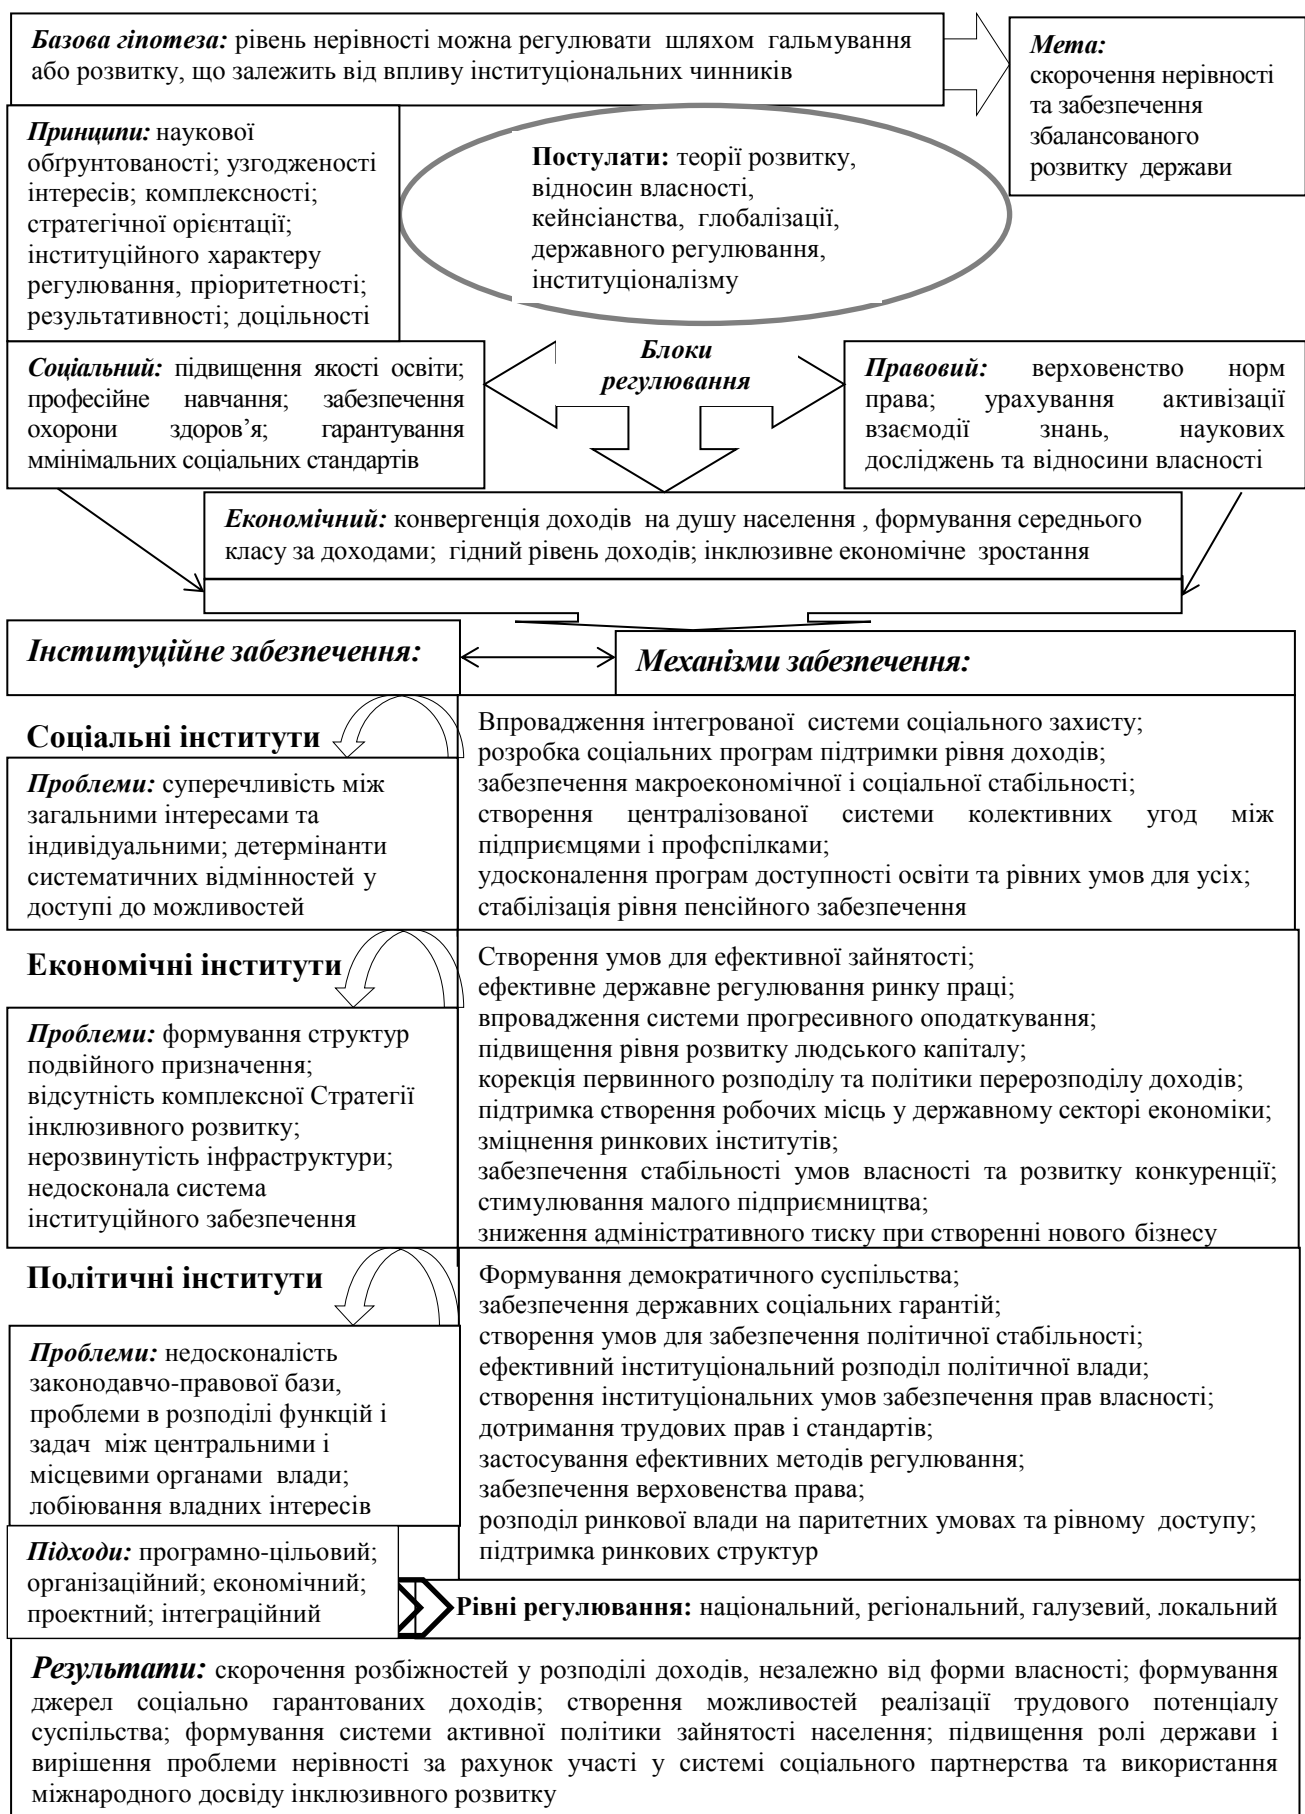 Базова гіпотеза: рівень нерівності можна регулювати шляхом гальмування
або розвитку, що залежить від впливу інституціональних чинників
Мета:
скорочення нерівності
та забезпечення
збалансованого
розвитку держави
Принципи: наукової
обґрунтованості; узгодженості
інтересів; комплексності;
стратегічної орієнтації;
інституційного характеру
регулювання, пріоритетності;
результативності; доцільності
Постулати: теорії розвитку,
відносин власності,
кейнсіанства, глобалізації,
державного регулювання,
інституціоналізму
Блоки
регулювання
Соціальний: підвищення якості освіти;
професійне навчання; забезпечення
охорони здоров’я; гарантування
ммінімальних соціальних стандартів
Правовий: верховенство норм
права; урахування активізації
взаємодії знань, наукових
досліджень та відносини власності
Економічний: конвергенція доходів на душу населення , формування середнього
класу за доходами; гідний рівень доходів; інклюзивне економічне зростання
Інституційне забезпечення:
Механізми забезпечення:
Соціальні інститути
Проблеми: суперечливість між
загальними інтересами та
індивідуальними; детермінанти
систематичних відмінностей у
доступі до можливостей
Впровадження інтегрованої системи соціального захисту;
розробка соціальних програм підтримки рівня доходів;
забезпечення макроекономічної і соціальної стабільності;
створення централізованої системи колективних угод між
підприємцями і профспілками;
удосконалення програм доступності освіти та рівних умов для усіх;
стабілізація рівня пенсійного забезпечення
Економічні інститути
Проблеми: формування структур
подвійного призначення;
відсутність комплексної Стратегії
інклюзивного розвитку;
нерозвинутість інфраструктури;
недосконала система
інституційного забезпечення
Створення умов для ефективної зайнятості;
ефективне державне регулювання ринку праці;
впровадження системи прогресивного оподаткування;
підвищення рівня розвитку людського капіталу;
корекція первинного розподілу та політики перерозподілу доходів;
підтримка створення робочих місць у державному секторі економіки;
зміцнення ринкових інститутів;
забезпечення стабільності умов власності та розвитку конкуренції;
стимулювання малого підприємництва;
зниження адміністративного тиску при створенні нового бізнесу
Політичні інститути
Проблеми: недосконалість
законодавчо-правової бази,
проблеми в розподілі функцій і
задач між центральними і
місцевими органами влади;
лобіювання владних інтересів
Формування демократичного суспільства;
забезпечення державних соціальних гарантій;
створення умов для забезпечення політичної стабільності;
ефективний інституціональний розподіл політичної влади;
створення інституціональних умов забезпечення прав власності;
дотримання трудових прав і стандартів;
застосування ефективних методів регулювання;
забезпечення верховенства права;
розподіл ринкової влади на паритетних умовах та рівному доступу;
підтримка ринкових структур
Підходи: програмно-цільовий;
організаційний; економічний;
проектний; інтеграційний
Рівні регулювання: національний, регіональний, галузевий, локальний
Результати: скорочення розбіжностей у розподілі доходів, незалежно від форми власності; формування
джерел соціально гарантованих доходів; створення можливостей реалізації трудового потенціалу
суспільства; формування системи активної політики зайнятості населення; підвищення ролі держави і
вирішення проблеми нерівності за рахунок участі у системі соціального партнерства та використання
міжнародного досвіду інклюзивного розвитку